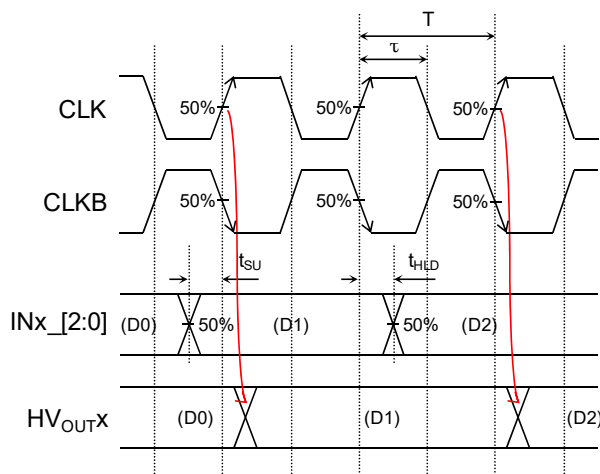 T
τ
CLK 50% 50% 50%
CLKB 50% 50% 50%
tSU tHLD
INx_[2:0] (D0) 50% (D1) 50% (D2)
HVOUTx (D0) (D1) (D2)